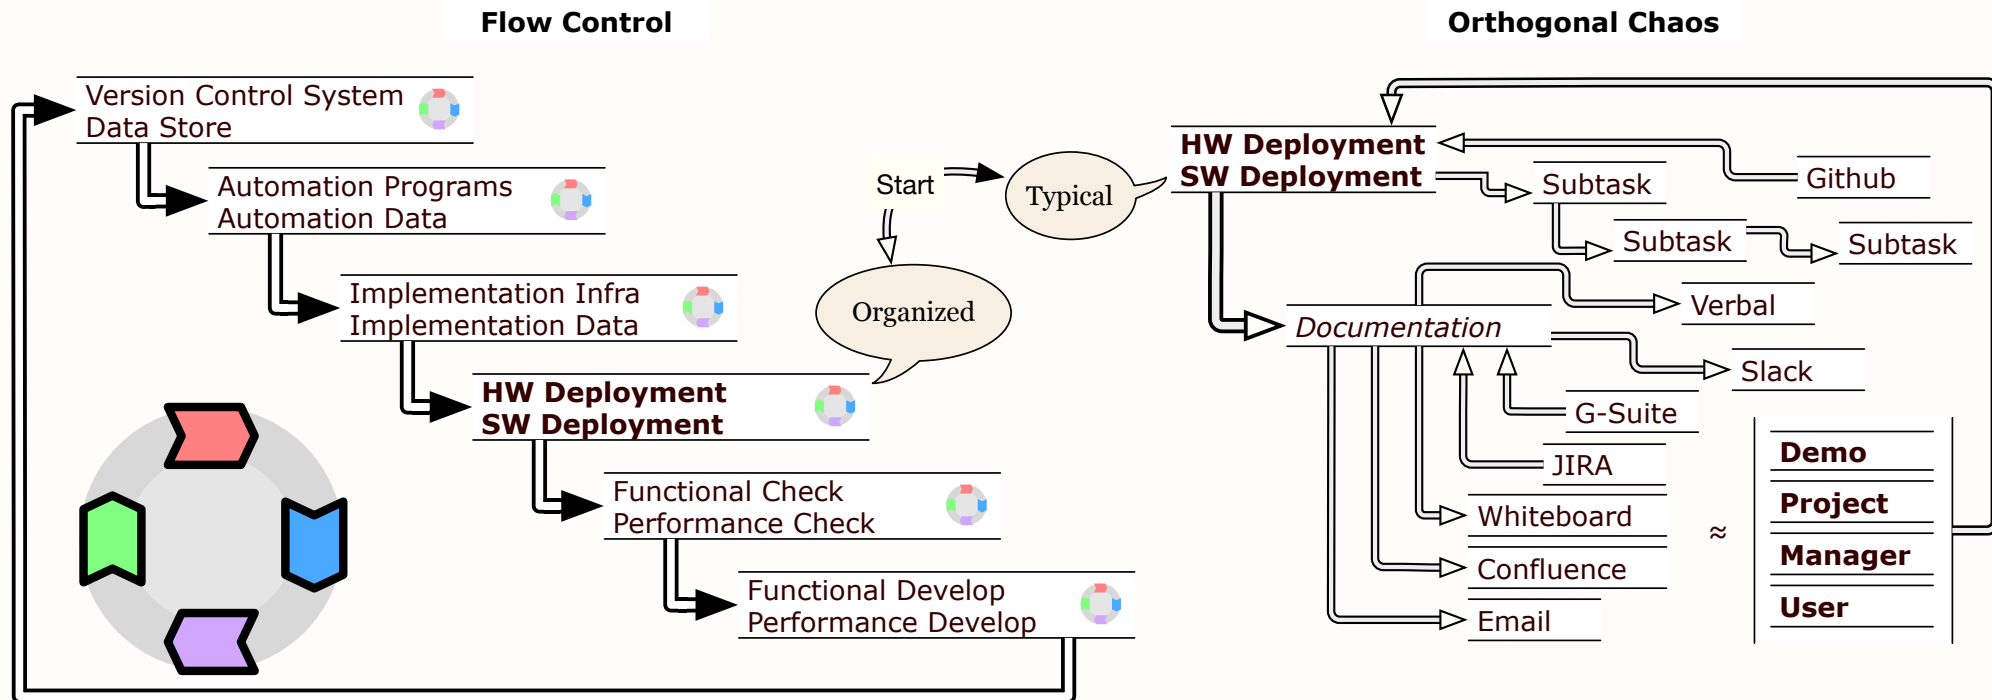 Flow Control
Version Control System
Data Store
Automation Programs
Automation Data
Implementation Infra
Implementation Data
HW Deployment
SW Deployment
Functional Check
Performance Check
Functional Develop
Performance Develop
Start
Typical
Organized
Orthogonal Chaos
HW Deployment
SW Deployment
Github
Subtask
Subtask
Subtask
Verbal
Documentation
Slack
G-Suite
JIRA
Whiteboard
Confluence
Email
≈
Demo
Project
Manager
User